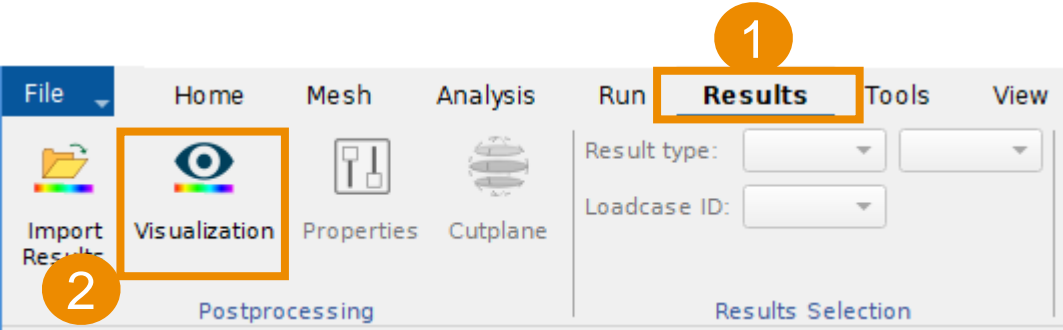 1
File Home Mesh Analysis Run Results Tools View
Result type:
Loadcase ID:
Import Visualization Properties Cutplane
Results
2
Postprocessing Results Selection